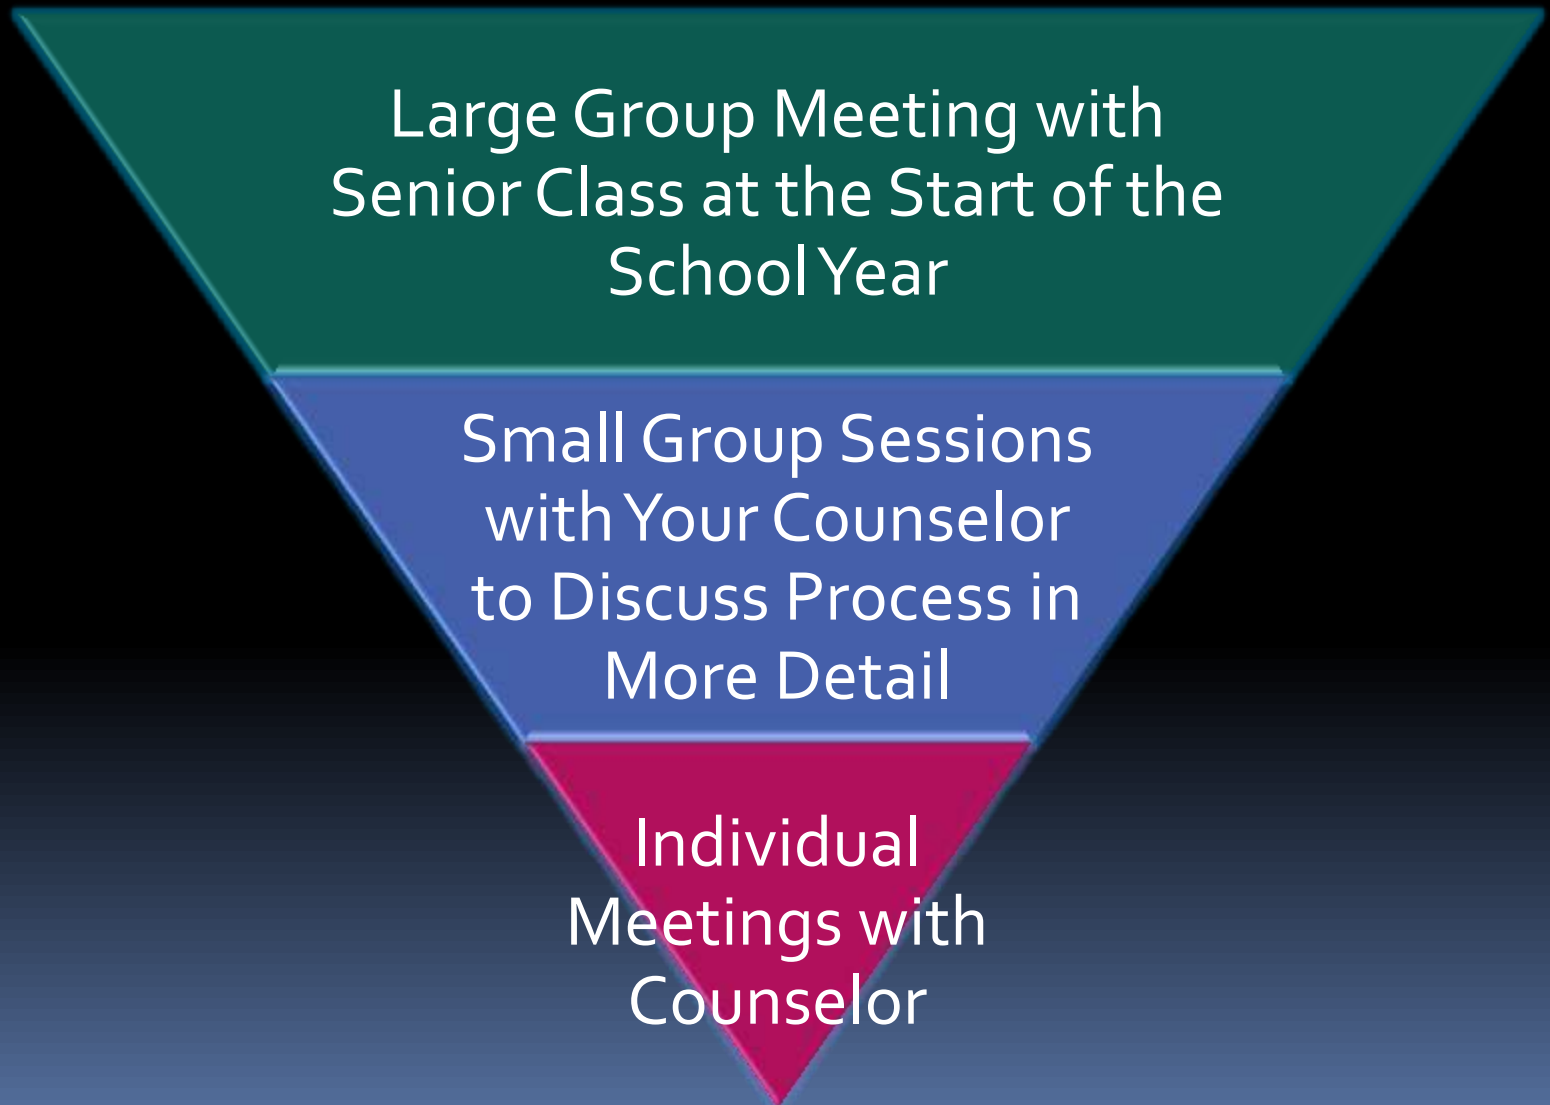 Large Group Meeting with
Senior Class at the Start of the
School Year
Small Group Sessions
with Your Counselor
to Discuss Process in
More Detail
Individual
Meetings with
Counselor